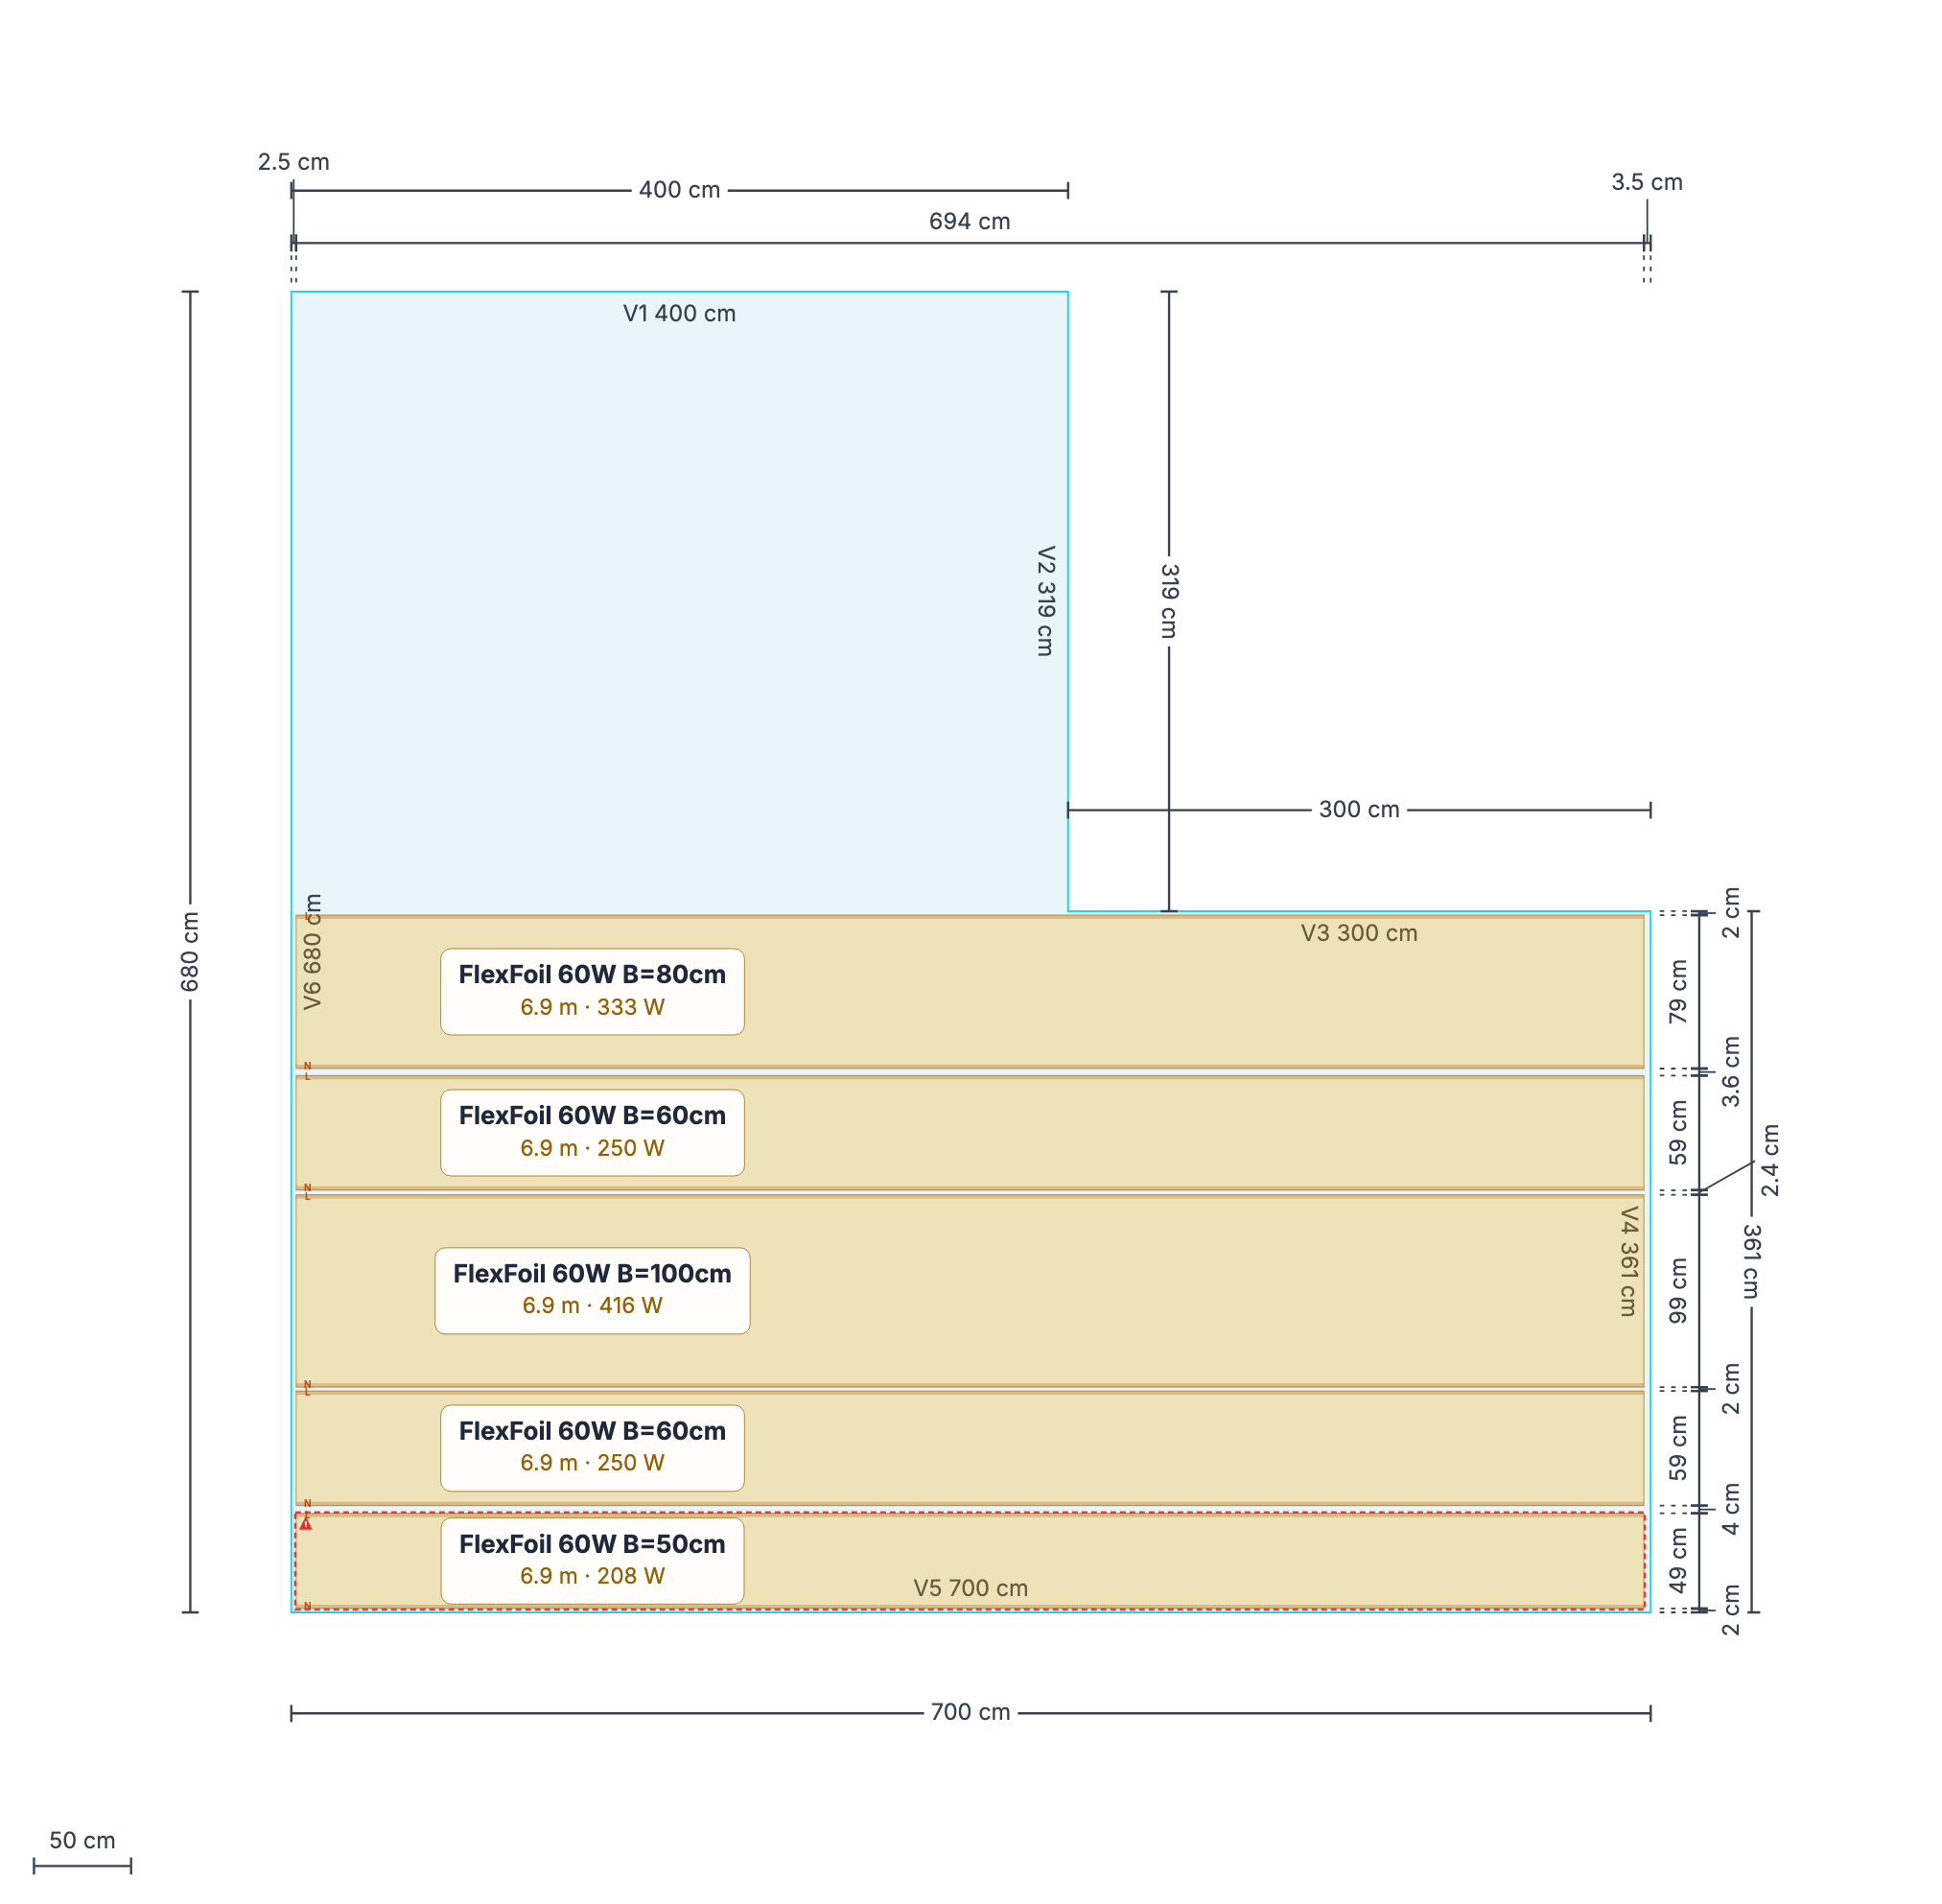 2.5 cm
400 cm
3.5 cm
694 cm
V1 400 cm
V2 319 cm
319 cm
300 cm
680 cm
V6 680 cm
V3 300 cm
2 cm
L
FlexFoil 60W B=80cm
6.9 m · 333 W
79 cm
N
3.6 cm
L
FlexFoil 60W B=60cm
6.9 m · 250 W
59 cm
2.4 cm
N
L
V4 361 cm
361 cm
FlexFoil 60W B=100cm
6.9 m · 416 W
99 cm
N
2 cm
L
FlexFoil 60W B=60cm
6.9 m · 250 W
59 cm
N
4 cm
FlexFoil 60W B=50cm
6.9 m · 208 W
49 cm
V5 700 cm
N
2 cm
700 cm
50 cm